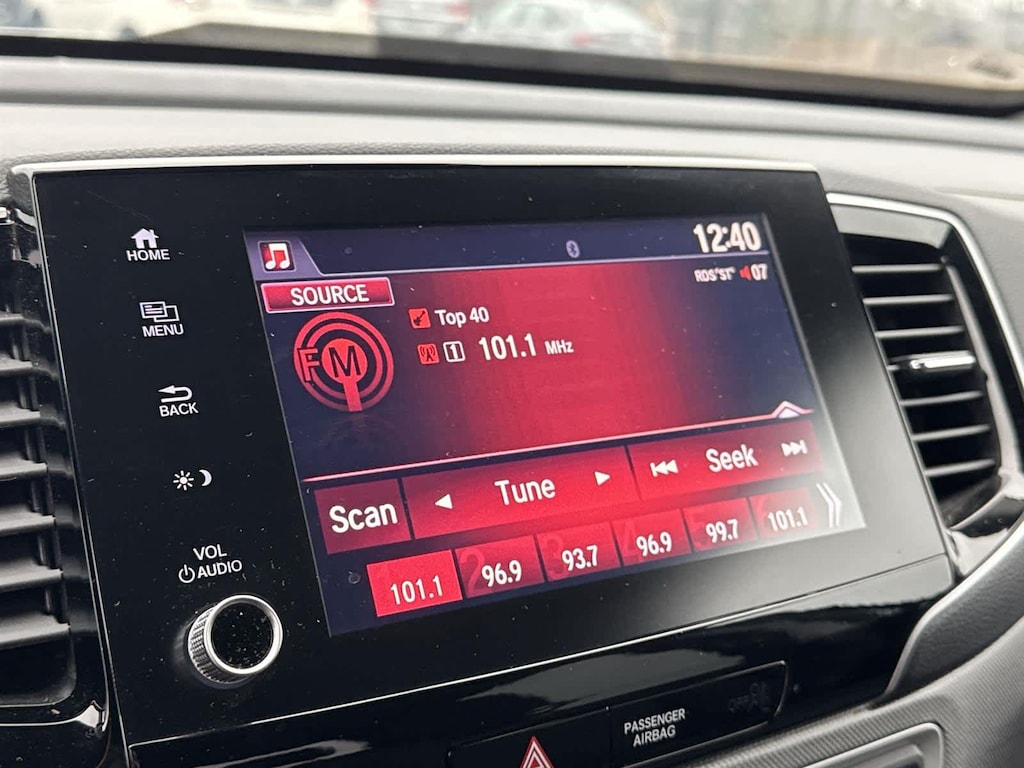 HOME
MENU
BACK
VOL
AUDIO
12:40
RDS"ST" 07
SOURCE
FM
Top 40
1 101.1 MHz
Scan Tune Seek
101.1 96.9 93.7 96.9 99.7 101.1
PASSENGER
AIRBAG